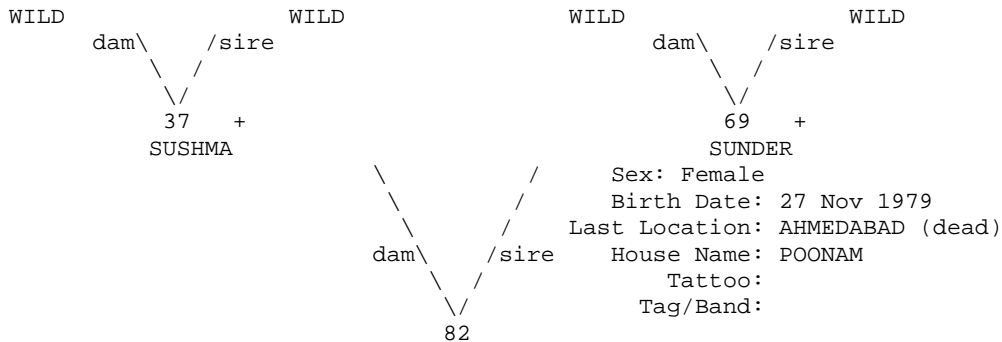 WILD WILD WILD WILD
dam\ /sire dam\ /sire
\ / \ /
\/ \/
37 + 69 +
SUSHMA SUNDER
\ / Sex: Female
\ / Birth Date: 27 Nov 1979
\ / Last Location: AHMEDABAD (dead)
dam\ /sire House Name: POONAM
\ / Tattoo:
\/ Tag/Band:
82